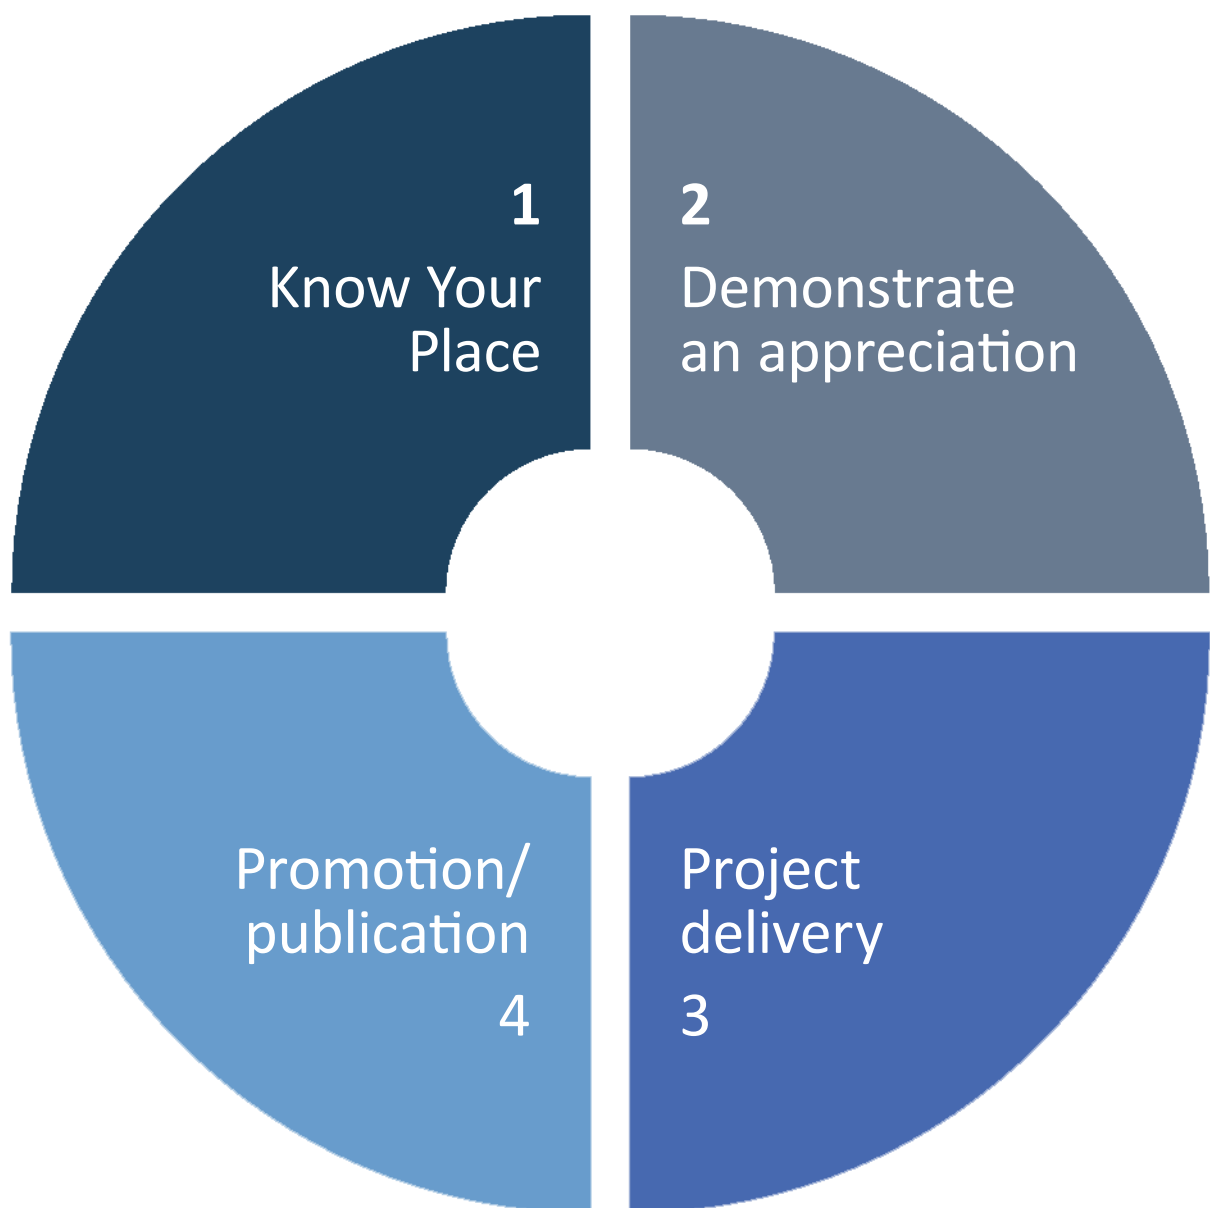 1
Know Your
Place
2
Demonstrate
an appreciation
Project
delivery
3
Promotion/
publication
4